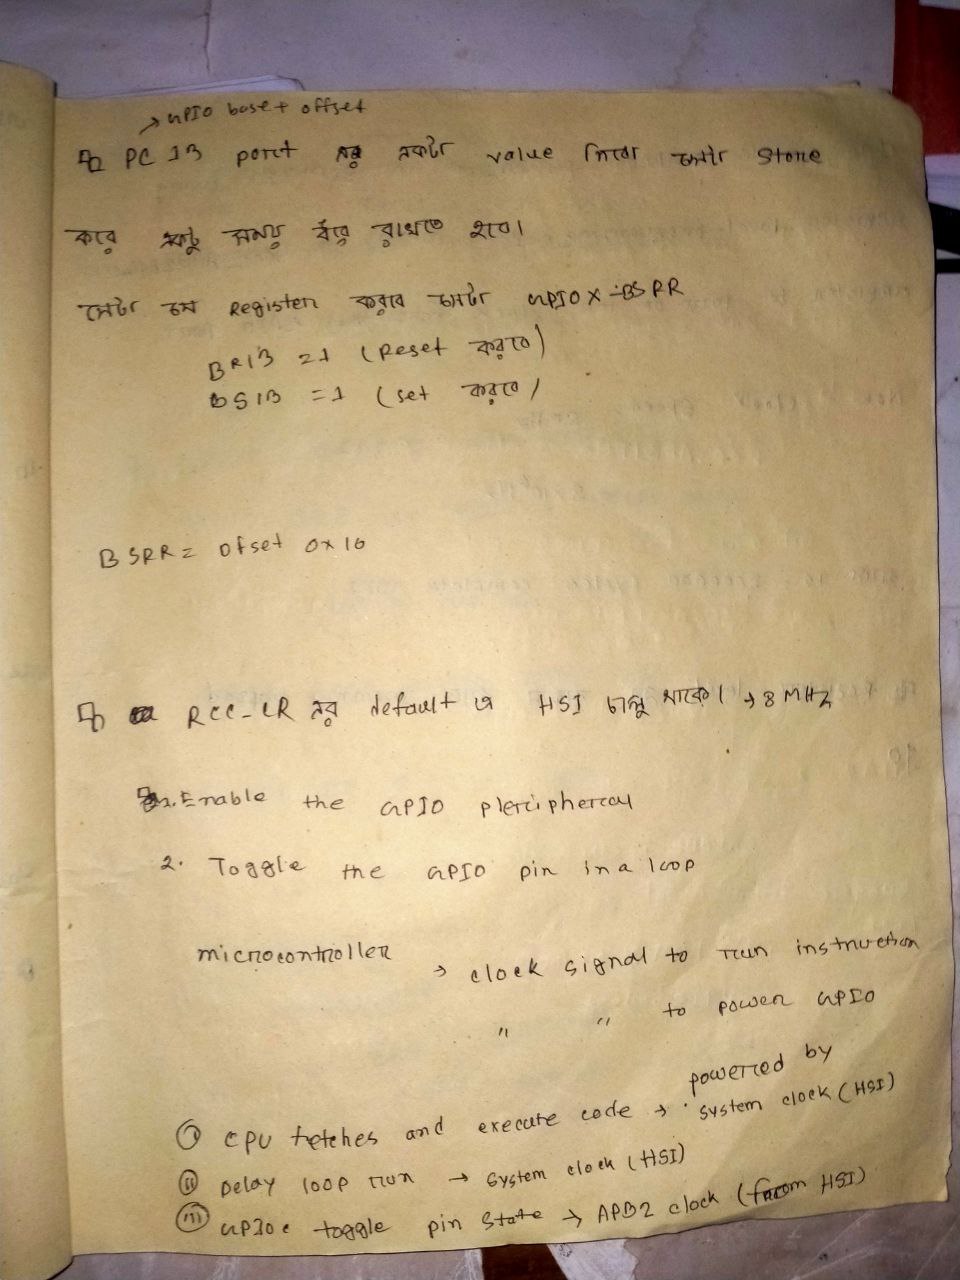 → GPIO base + offset
PC 13 port এর একটা value নিবো সেটা store
করে একটু সময় ধরে রাখতে হবে।
সেটা যে Register করবে সেটা GPIOX-BSRR
BR13 = 1 (Reset করতে)
BS13 = 1 (set করতে)
BSRR = ofset 0x10
RCC-CR এর default এ HSI চালু থাকে। → 8 MHz
1. Enable the GPIO pleripheral
2. Toggle the GPIO pin in a loop
microcontroller → clock signal to run instruction
" " to power GPIO
powered by
(i) CPU fetches and execute code → system clock (HSI)
(ii) Delay loop run → system clock (HSI)
(iii) GPIOC toggle pin state → APB2 clock (from HSI)